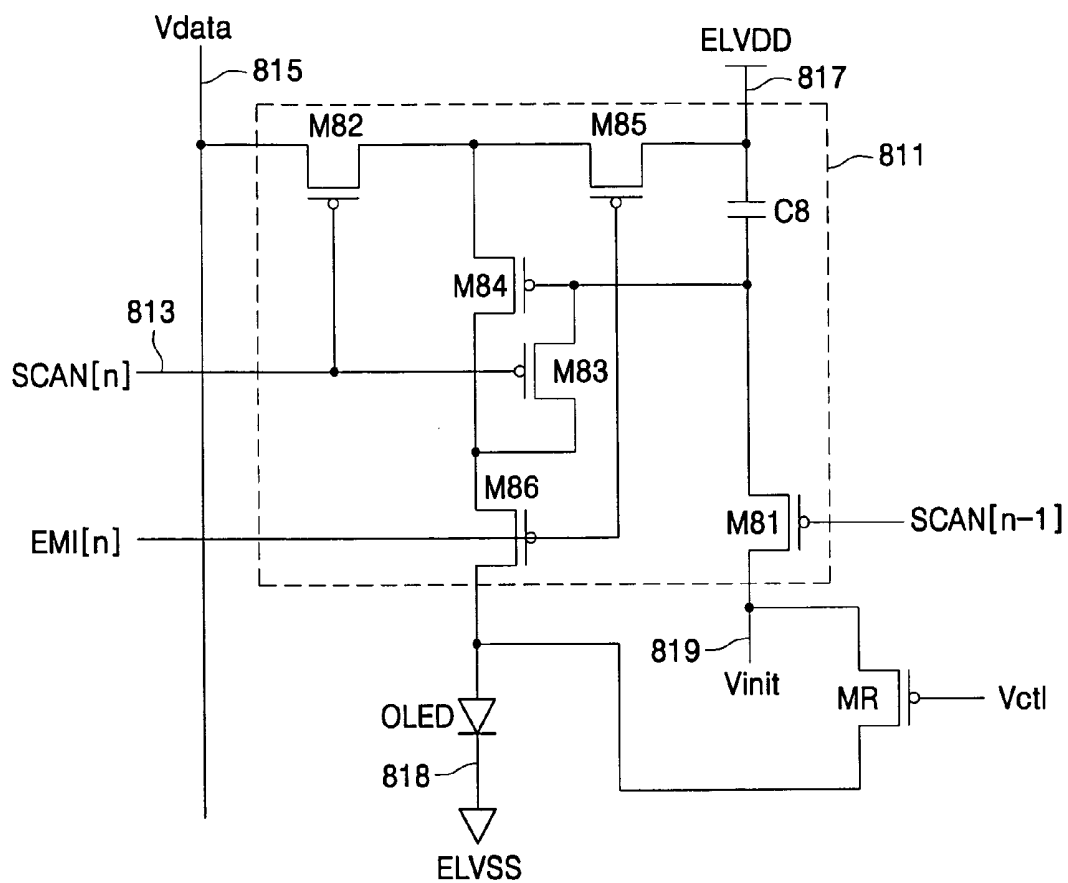 Vdata
ELVDD
815
817
M82
M85
811
C8
M84
813
M83
SCAN[n]
M86
M81
SCAN[n-1]
EMI[n]
819
Vinit
MR
Vctl
OLED
818
ELVSS